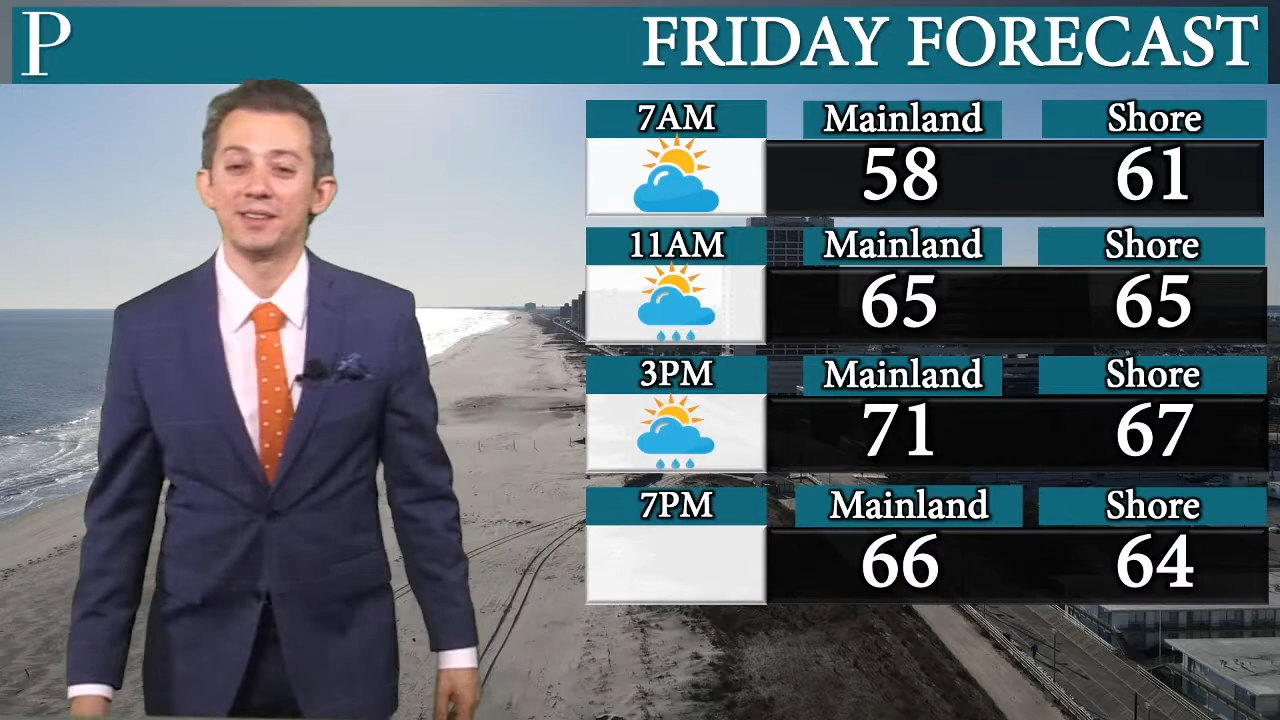 P
FRIDAY FORECAST
7AM Mainland Shore
58 61
11AM Mainland Shore
65 65
3PM Mainland Shore
71 67
7PM Mainland Shore
66 64